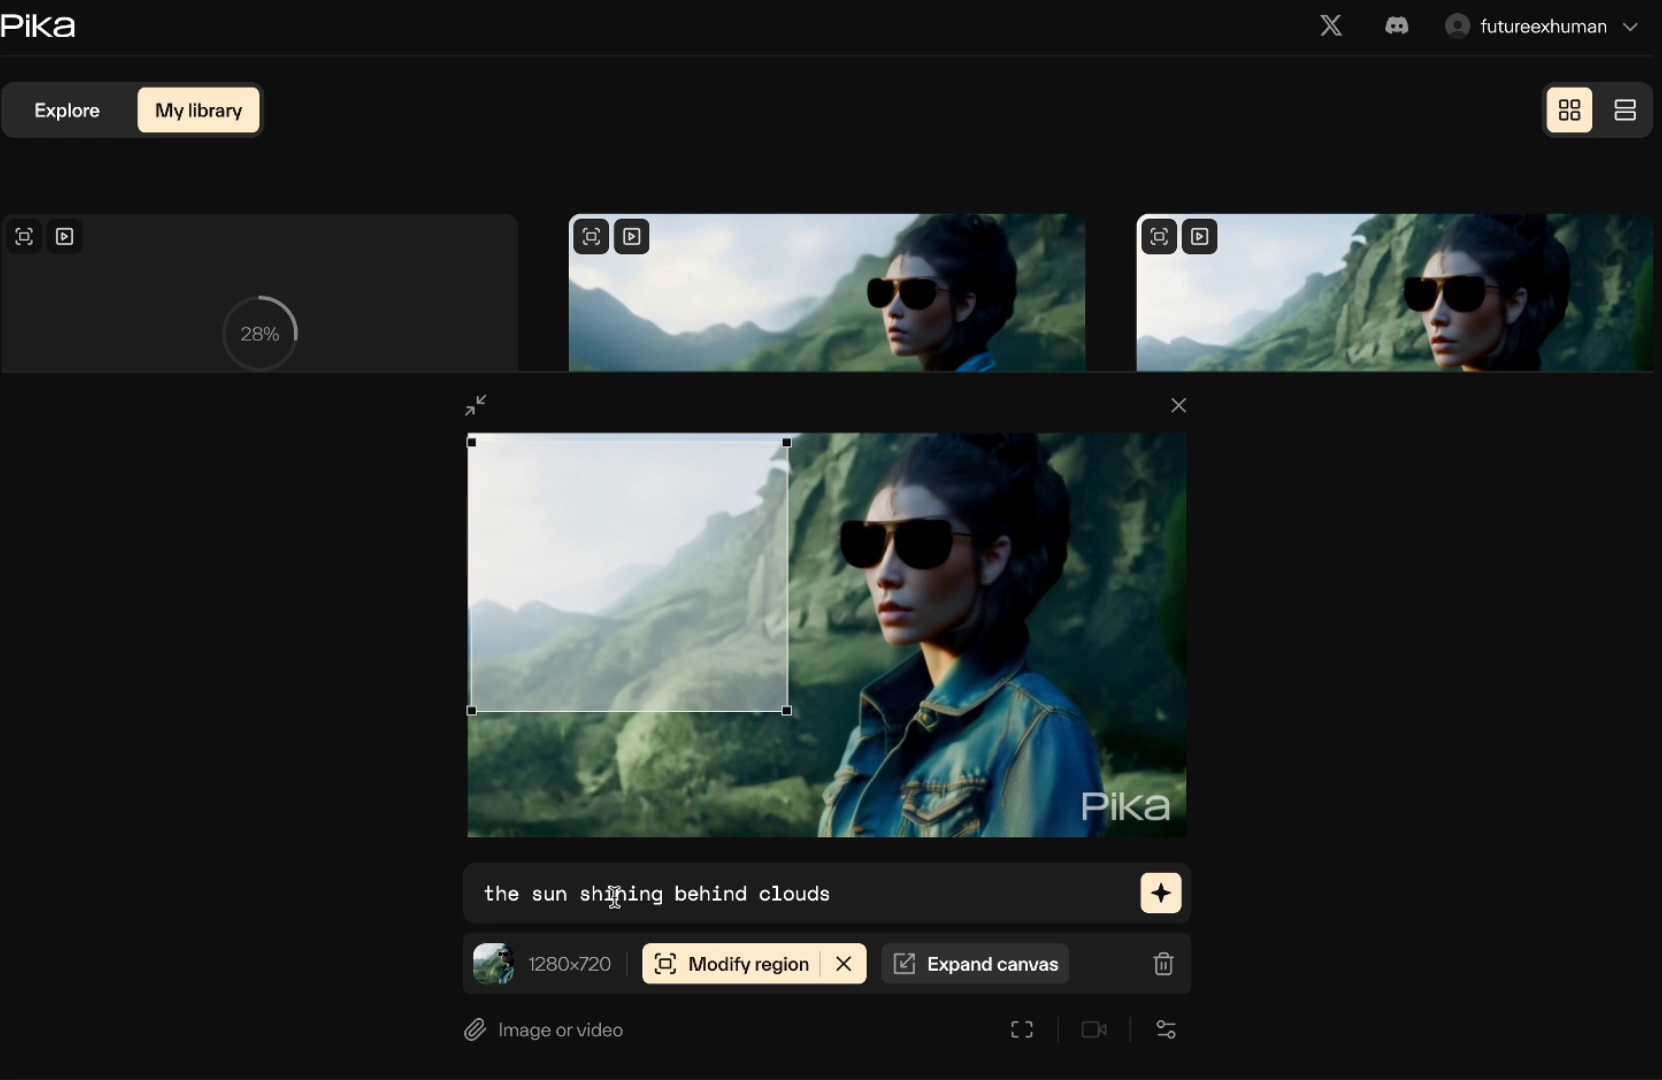 Pika
futureexhuman
Explore
My library
28%
Pika
the sun shining behind clouds
1280×720
Modify region
Expand canvas
Image or video